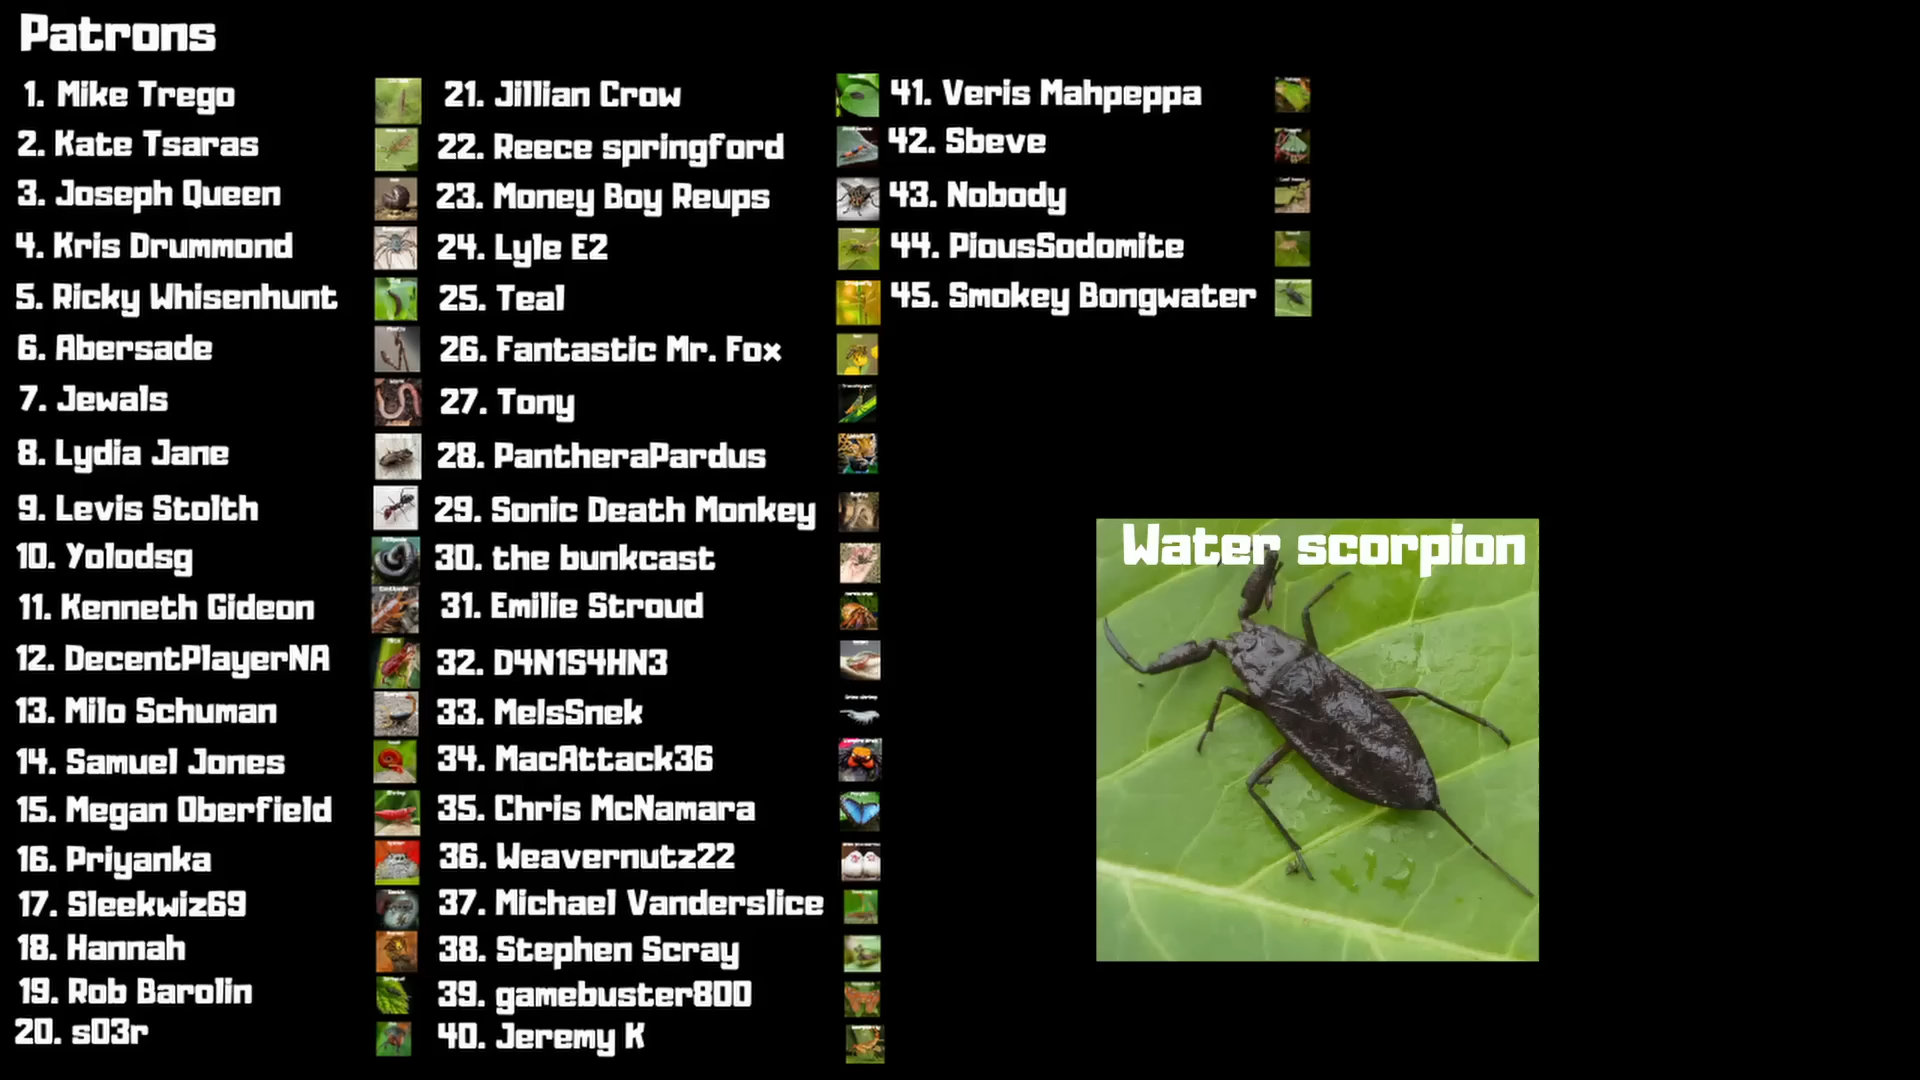 Patrons
1. Mike Trego
2. Kate Tsaras
3. Joseph Queen
4. Kris Drummond
5. Ricky Whisenhunt
6. Abersade
7. Jewals
8. Lydia Jane
9. Levis Stolth
10. Yolodsg
11. Kenneth Gideon
12. DecentPlayerNA
13. Milo Schuman
14. Samuel Jones
15. Megan Oberfield
16. Priyanka
17. Sleekwiz69
18. Hannah
19. Rob Barolin
20. s03r
21. Jillian Crow
22. Reece springford
23. Money Boy Reups
24. Lyle E2
25. Teal
26. Fantastic Mr. Fox
27. Tony
28. PantheraPardus
29. Sonic Death Monkey
30. the bunkcast
31. Emilie Stroud
32. D4N1S4HN3
33. MelsSnek
34. MacAttack36
35. Chris McNamara
36. Weavernutz22
37. Michael Vanderslice
38. Stephen Scray
39. gamebuster800
40. Jeremy K
41. Veris Mahpeppa
42. Sbeve
43. Nobody
44. PiousSodomite
45. Smokey Bongwater
Water scorpion